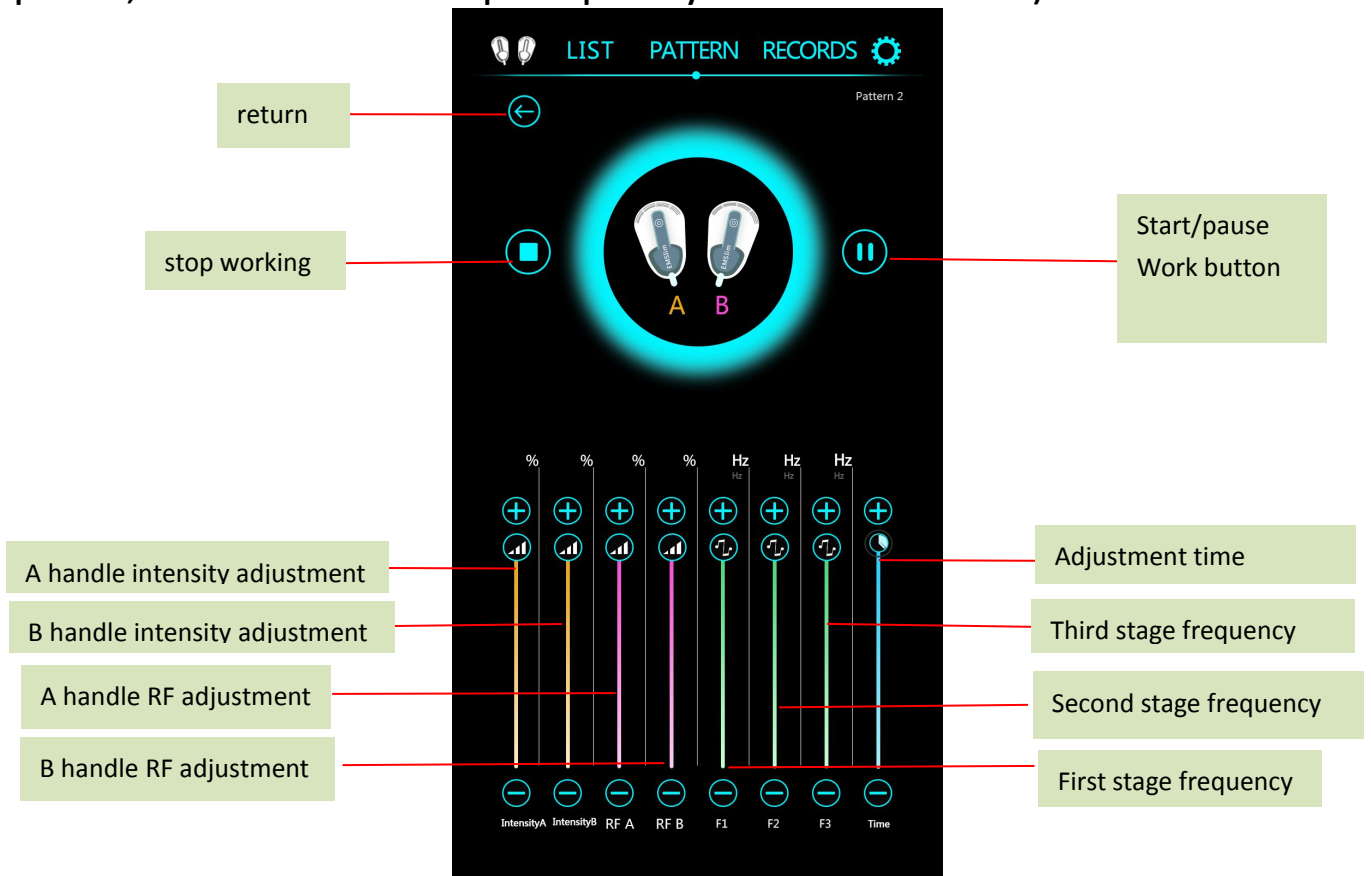 LIST PATTERN RECORDS
Pattern 2
return
stop working
Start/pause
Work button
EMSlim EMSlim
A B
% % % % Hz Hz Hz
Hz Hz Hz
A handle intensity adjustment
B handle intensity adjustment
A handle RF adjustment
B handle RF adjustment
Adjustment time
Third stage frequency
Second stage frequency
First stage frequency
IntensityA IntensityB RF A RF B F1 F2 F3 Time